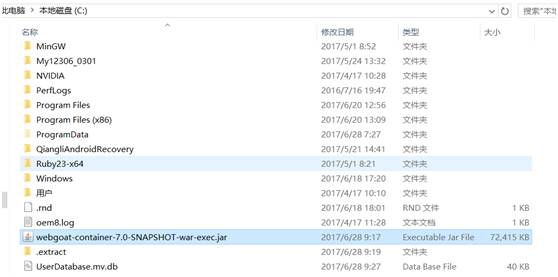 此电脑 › 本地磁盘 (C:) 搜索"本地
名称 修改日期 类型 大小
MinGW 2017/5/1 8:52 文件夹
My12306_0301 2017/5/24 13:32 文件夹
NVIDIA 2017/4/17 10:28 文件夹
PerfLogs 2016/7/16 19:47 文件夹
Program Files 2017/6/20 12:56 文件夹
Program Files (x86) 2017/6/20 13:09 文件夹
ProgramData 2017/6/28 7:27 文件夹
QiangliAndroidRecovery 2017/5/21 14:41 文件夹
Ruby23-x64 2017/5/1 8:21 文件夹
Windows 2017/6/18 17:20 文件夹
用户 2017/4/17 10:10 文件夹
.rnd 2017/6/18 18:01 RND 文件 1 KB
oem8.log 2017/4/17 11:28 文本文档 1 KB
webgoat-container-7.0-SNAPSHOT-war-exec.jar 2017/6/28 9:17 Executable Jar File 72,415 KB
.extract 2017/6/28 9:19 文件夹
UserDatabase.mv.db 2017/6/28 9:27 Data Base File 40 KB